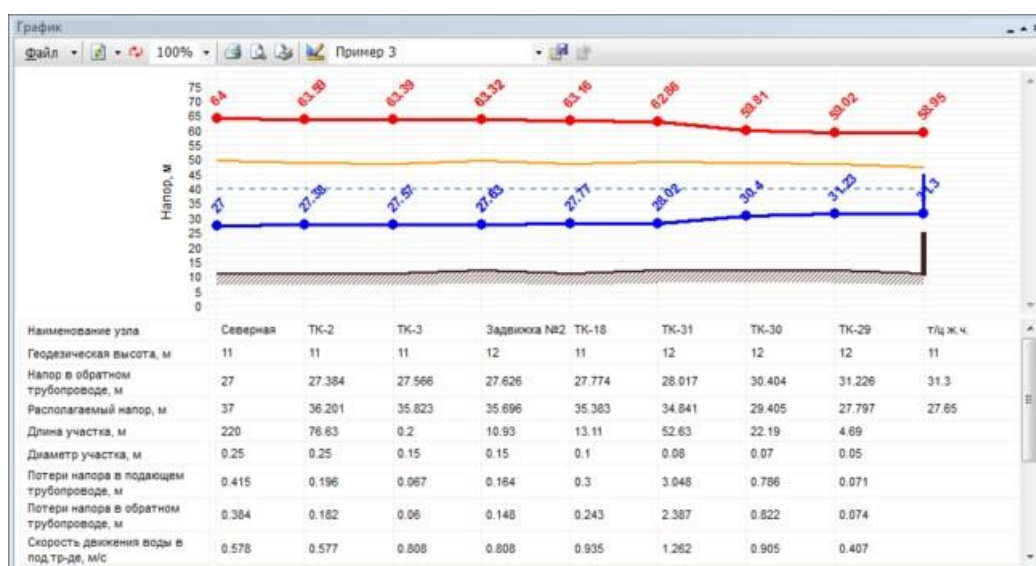 График
Файл 100% Пример 3
Напор, м
75
70
65
60
55
50
45
40
35
30
25
20
15
10
5
0
64 63.59 63.39 63.32 63.16 62.86 59.81 59.02 58.95
27 27.38 27.57 27.63 27.77 28.02 30.4 31.23 31.3
Наименование узла Северная ТК-2 ТК-3 Задвижка №2 ТК-18 ТК-31 ТК-30 ТК-29 т/ц ж.ч.
Геодезическая высота, м 11 11 11 12 11 12 12 12 11
Напор в обратном
трубопроводе, м 27 27.384 27.566 27.626 27.774 28.017 30.404 31.226 31.3
Располагаемый напор, м 37 36.201 35.823 35.696 35.383 34.841 29.405 27.797 27.65
Длина участка, м 220 76.63 0.2 10.93 13.11 52.63 22.19 4.69
Диаметр участка, м 0.25 0.25 0.15 0.15 0.1 0.08 0.07 0.05
Потери напора в подающем
трубопроводе, м 0.415 0.196 0.067 0.164 0.3 3.048 0.786 0.071
Потери напора в обратном
трубопроводе, м 0.384 0.182 0.06 0.148 0.243 2.387 0.822 0.074
Скорость движения воды в
под.тр-де, м/с 0.578 0.577 0.808 0.808 0.935 1.262 0.905 0.407